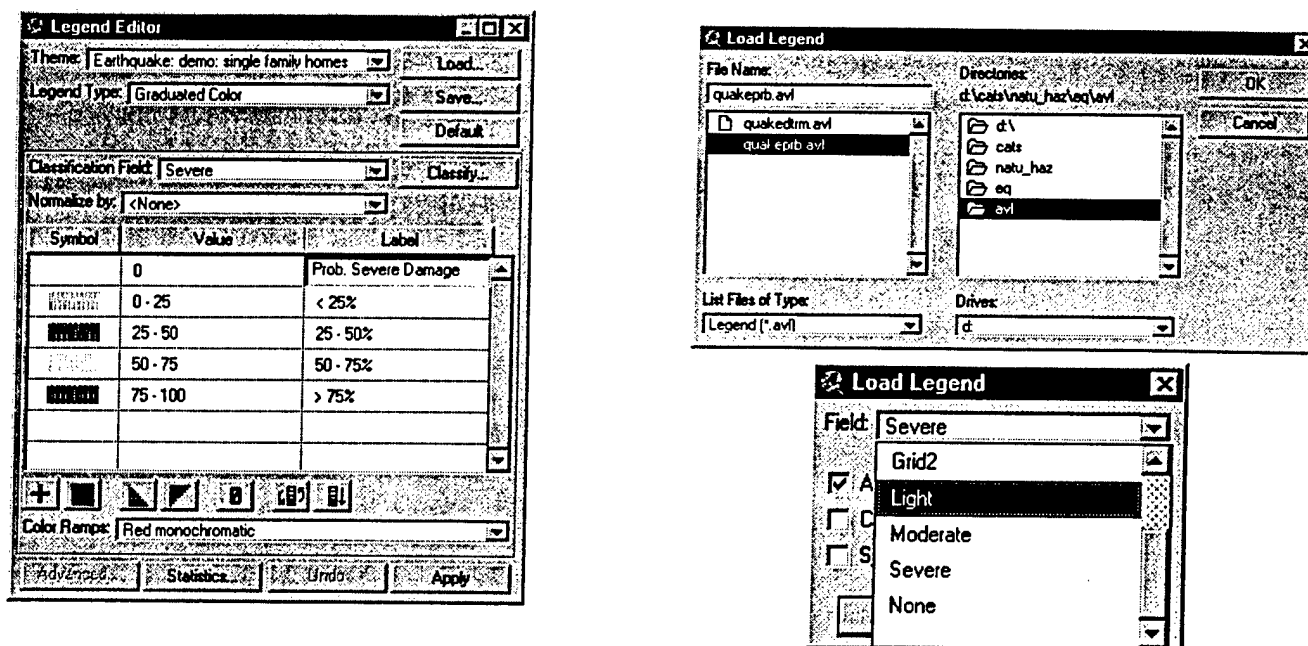 Legend Editor
Theme: Earthquake: demo: single family homes
Load...
Legend Type: Graduated Color
Save...
Default
Classification Field: Severe
Classify...
Normalize by: <None>
Symbol Value Label
0 Prob. Severe Damage
0 - 25 < 25%
25 - 50 25 - 50%
50 - 75 50 - 75%
75 - 100 > 75%
Color Ramps: Red monochromatic
Advanced... Statistics... Undo Apply
Load Legend
File Name:
quakeprb.avl
quakedtrm.avl
quakeprb.avl
List Files of Type:
Legend (*.avl)
Directories:
d:\cats\natu_haz\eq\avl
d:\
cats
natu_haz
eq
avl
Drives:
d:
OK
Cancel
Load Legend
Field: Severe
Grid2
A
Light
C
Moderate
S
Severe
None